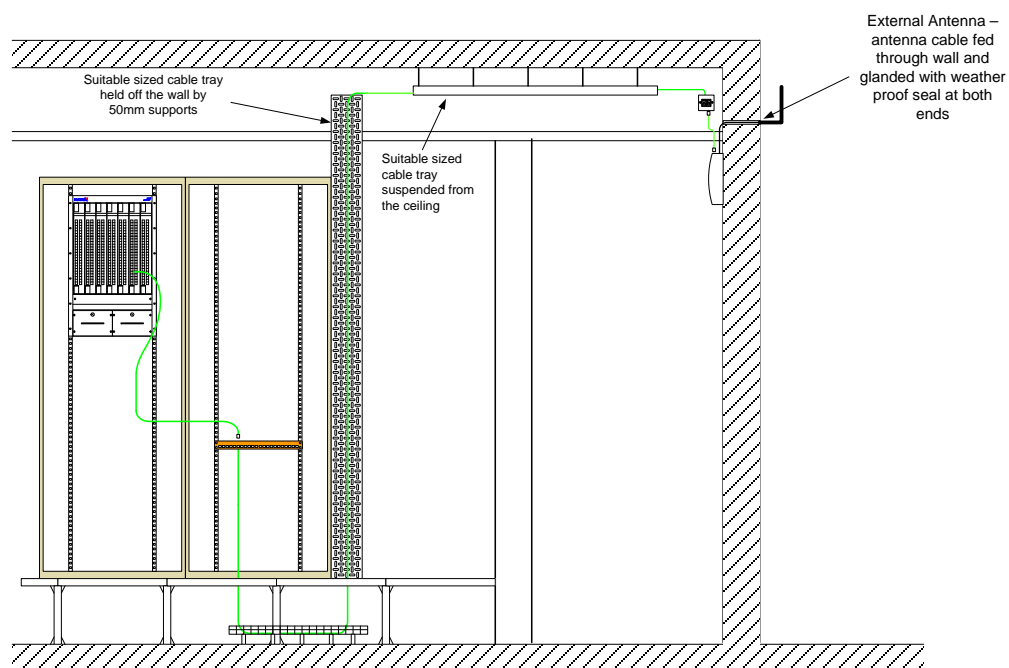 External Antenna –
antenna cable fed
through wall and
glanded with weather
proof seal at both
ends
Suitable sized cable tray
held off the wall by
50mm supports
Suitable sized
cable tray
suspended from
the ceiling